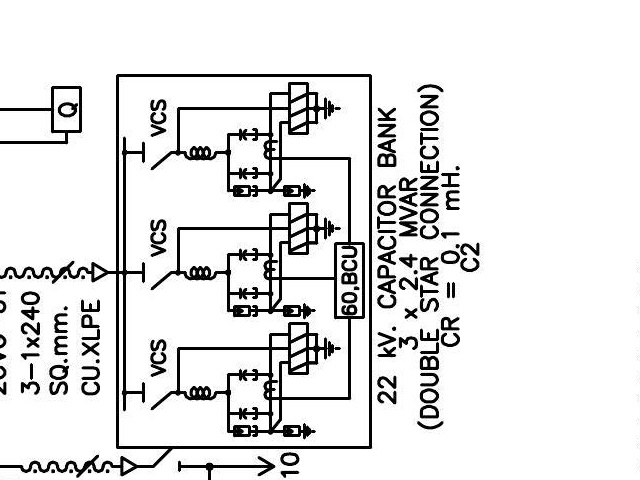 Q
VCS
VCS
VCS
60,BCU
3-1x240
SQ.mm.
CU.XLPE
22 kV. CAPACITOR BANK
3 x 2.4 MVAR
(DOUBLE STAR CONNECTION)
CR = 0.1 mH.
C2
10